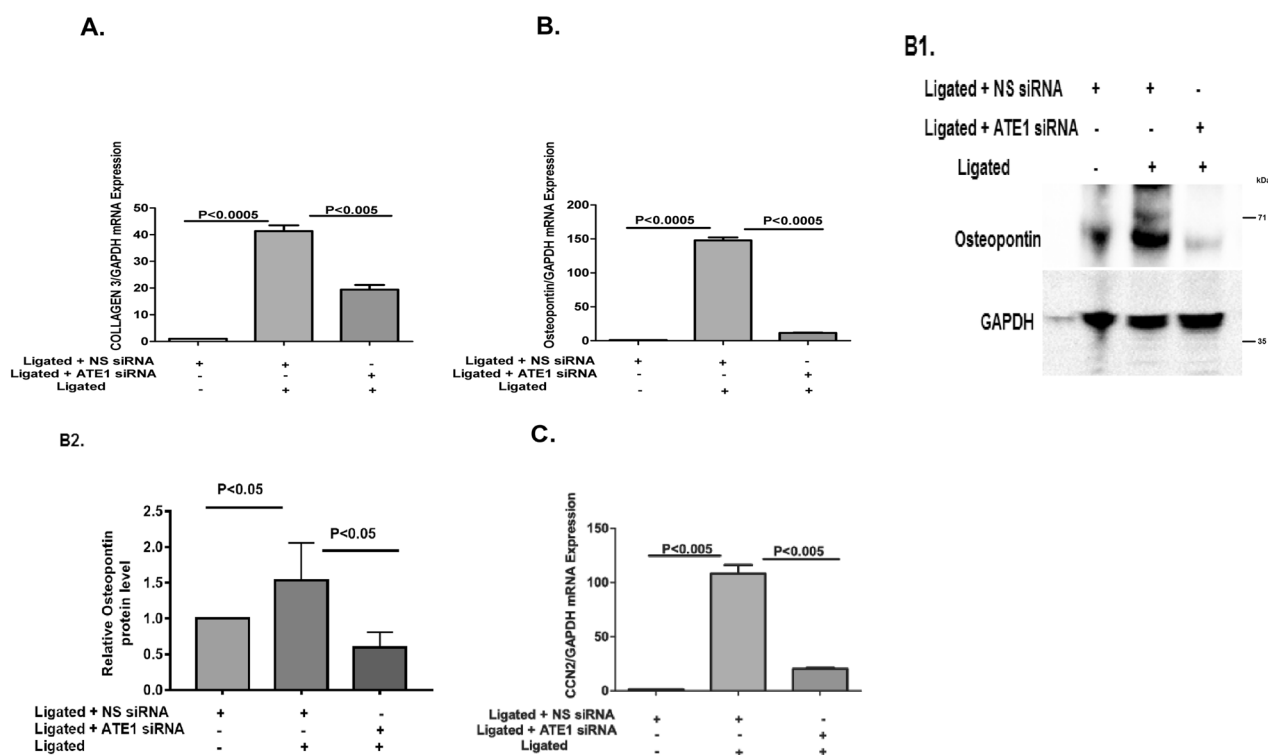 A.
COLLAGEN 3/GAPDH mRNA Expression
50
40
30
20
10
0
P<0.0005
P<0.005
Ligated + NS siRNA + + -
Ligated + ATE1 siRNA - - +
Ligated - + +
B.
Osteopontin/GAPDH mRNA Expression
200
150
100
50
0
P<0.0005
P<0.0005
Ligated + NS siRNA + + -
Ligated + ATE1 siRNA - - +
Ligated - + +
B1.
Ligated + NS siRNA + + -
Ligated + ATE1 siRNA - - +
Ligated - + +
kDa
71
Osteopontin
GAPDH
35
B2.
Relative Osteopontin
protein level
2.5
2.0
1.5
1.0
0.5
0.0
P<0.05
P<0.05
Ligated + NS siRNA + + -
Ligated + ATE1 siRNA - - +
Ligated - + +
C.
CCN2/GAPDH mRNA Expression
150
100
50
0
P<0.005
P<0.005
Ligated + NS siRNA + + -
Ligated + ATE1 siRNA - - +
Ligated - + +